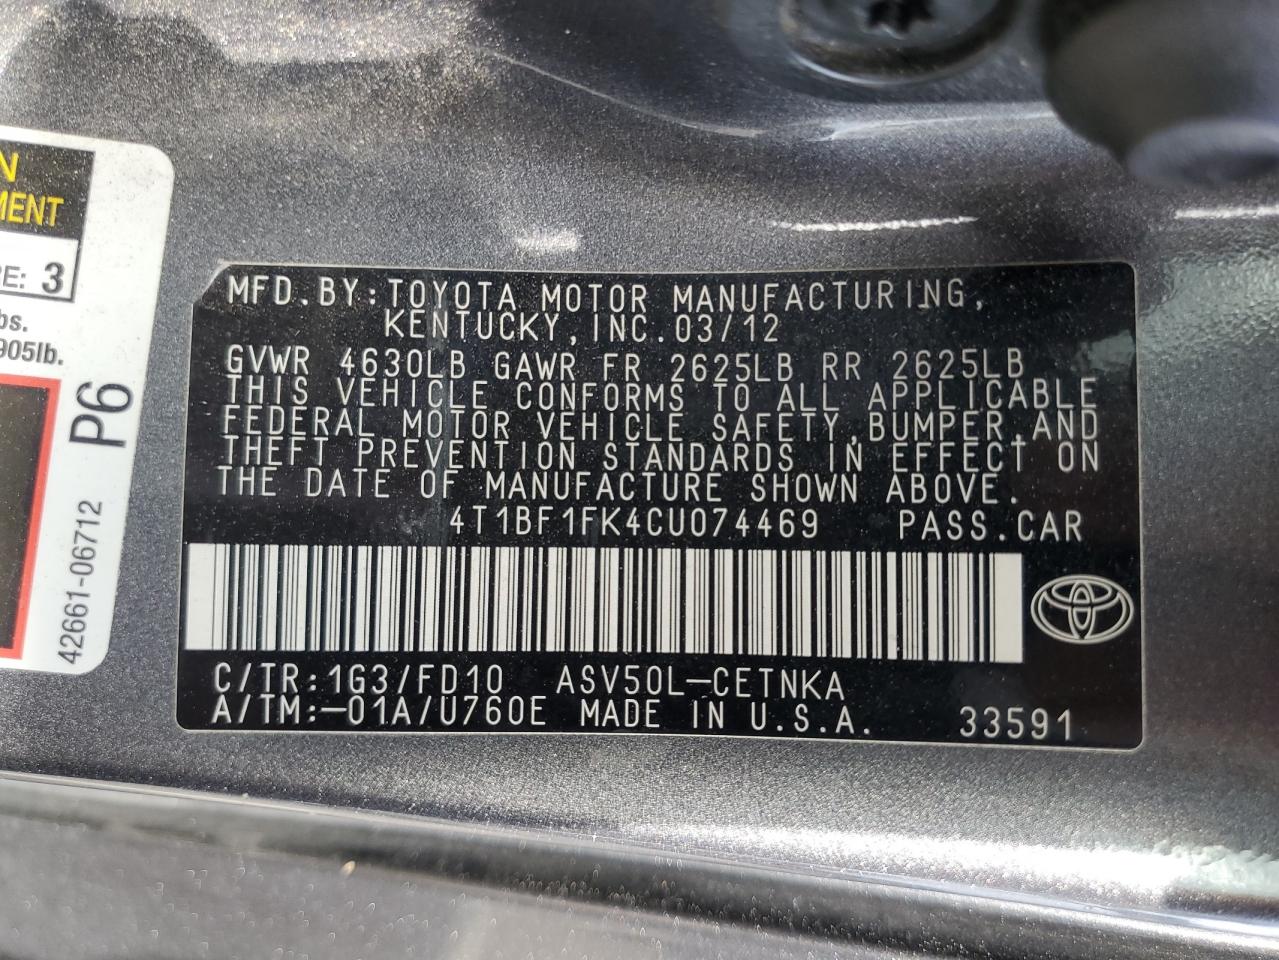 N
MENT
RE: 3
bs.
905lb.
P6
42661-06712
MFD.BY:TOYOTA MOTOR MANUFACTURING,
KENTUCKY,INC.03/12
GVWR 4630LB GAWR FR 2625LB RR 2625LB
THIS VEHICLE CONFORMS TO ALL APPLICABLE
FEDERAL MOTOR VEHICLE SAFETY,BUMPER,AND
THEFT PREVENTION STANDARDS IN EFFECT ON
THE DATE OF MANUFACTURE SHOWN ABOVE.
4T1BF1FK4CU074469 PASS.CAR
C/TR:1G3/FD10 ASV50L-CETNKA
A/TM:-01A/U760E MADE IN U.S.A. 33591